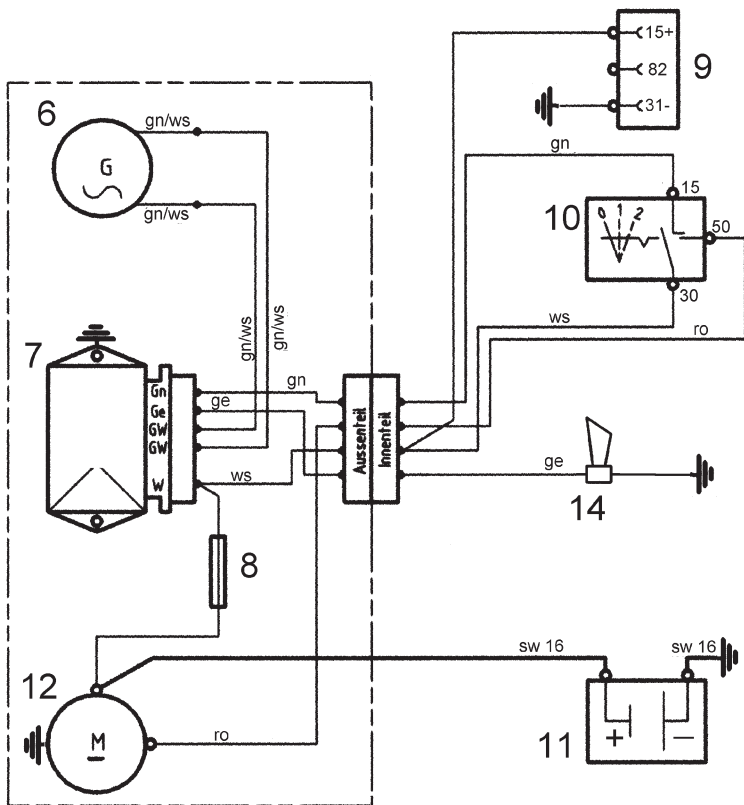 15+
82
9
31-
6
gn/ws
G
gn/ws
gn
15
10
0 1 2
50
30
ws
ro
gn/ws
gn/ws
7
Gn
gn
Ge
ge
GW
GW
W
ws
Aussenteil
Innenteil
ge
14
8
12
sw 16
sw 16
M
ro
11
+
−